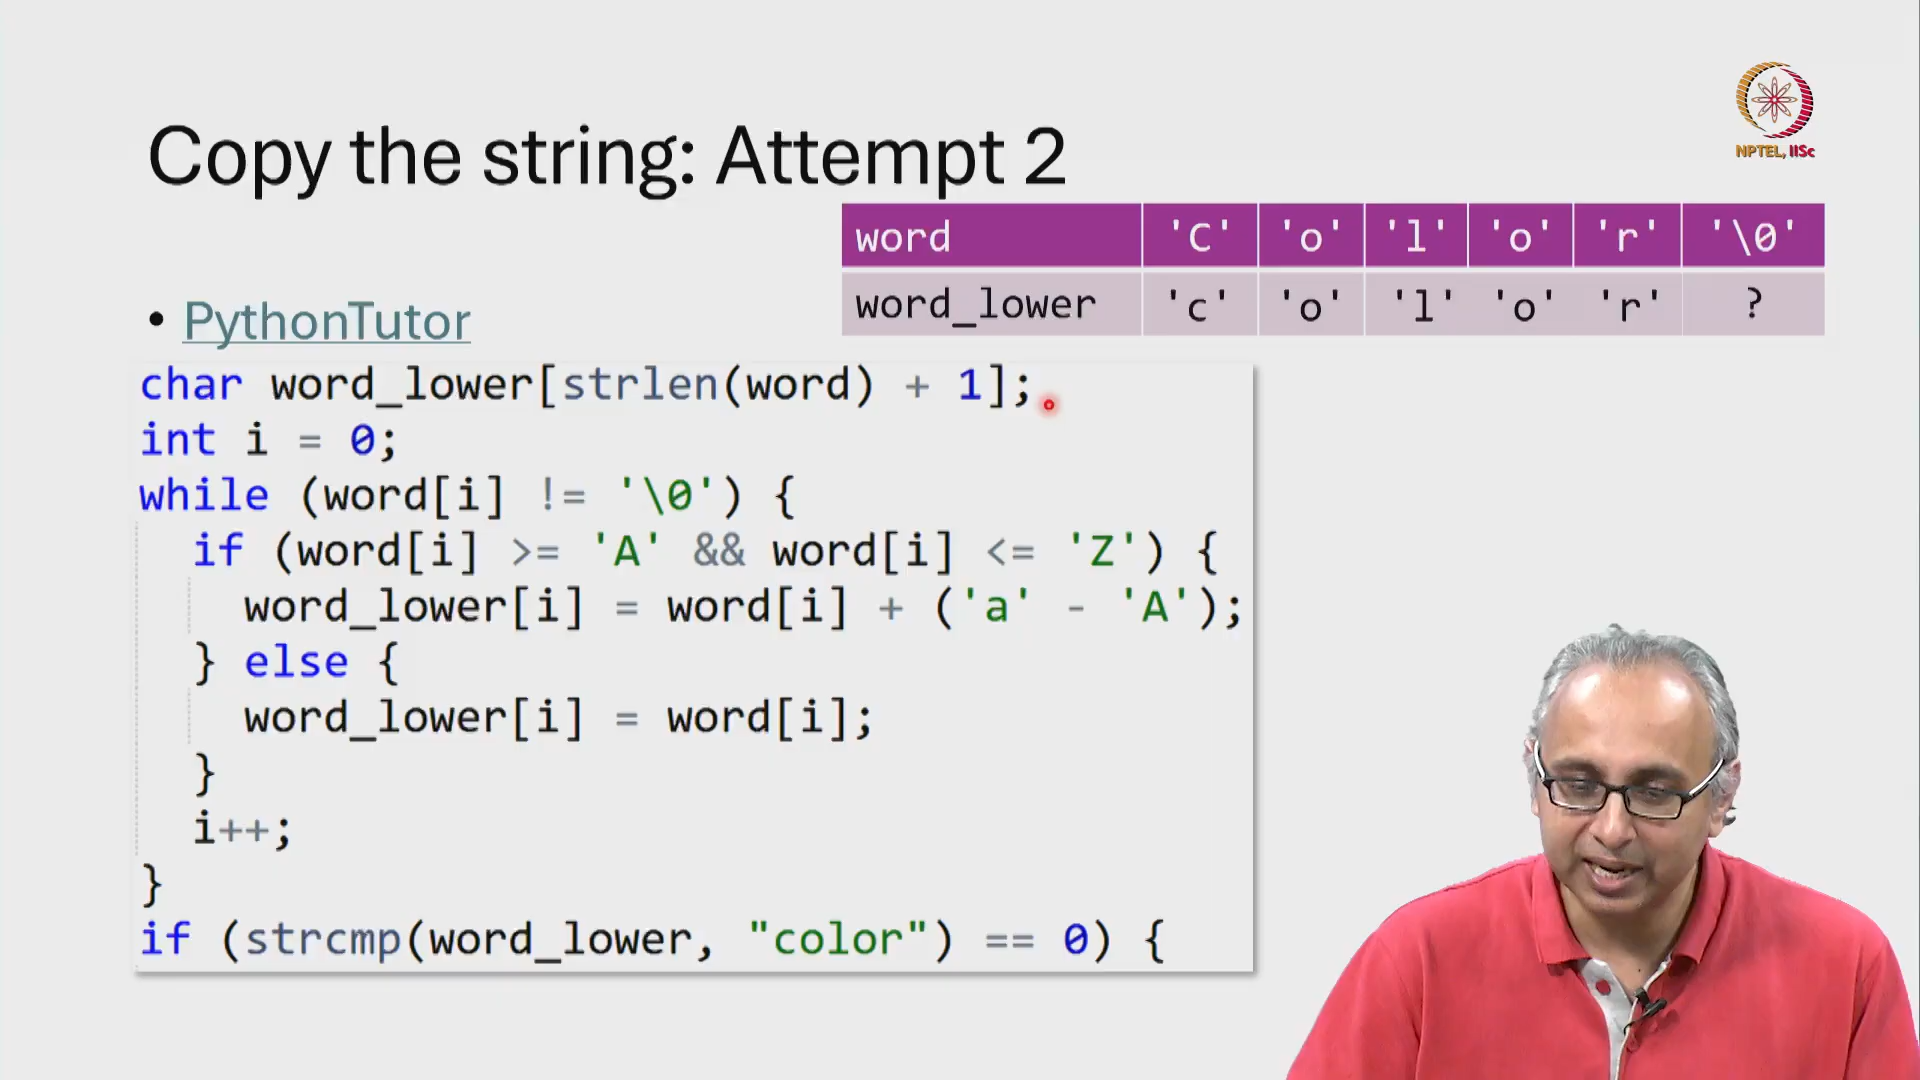 NPTEL, IISc
Copy the string: Attempt 2
word 'C' 'o' 'l' 'o' 'r' '\0'
word_lower 'c' 'o' 'l' 'o' 'r' ?
• PythonTutor
char word_lower[strlen(word) + 1];
int i = 0;
while (word[i] != '\0') {
if (word[i] >= 'A' && word[i] <= 'Z') {
word_lower[i] = word[i] + ('a' - 'A');
} else {
word_lower[i] = word[i];
}
i++;
}
if (strcmp(word_lower, "color") == 0) {